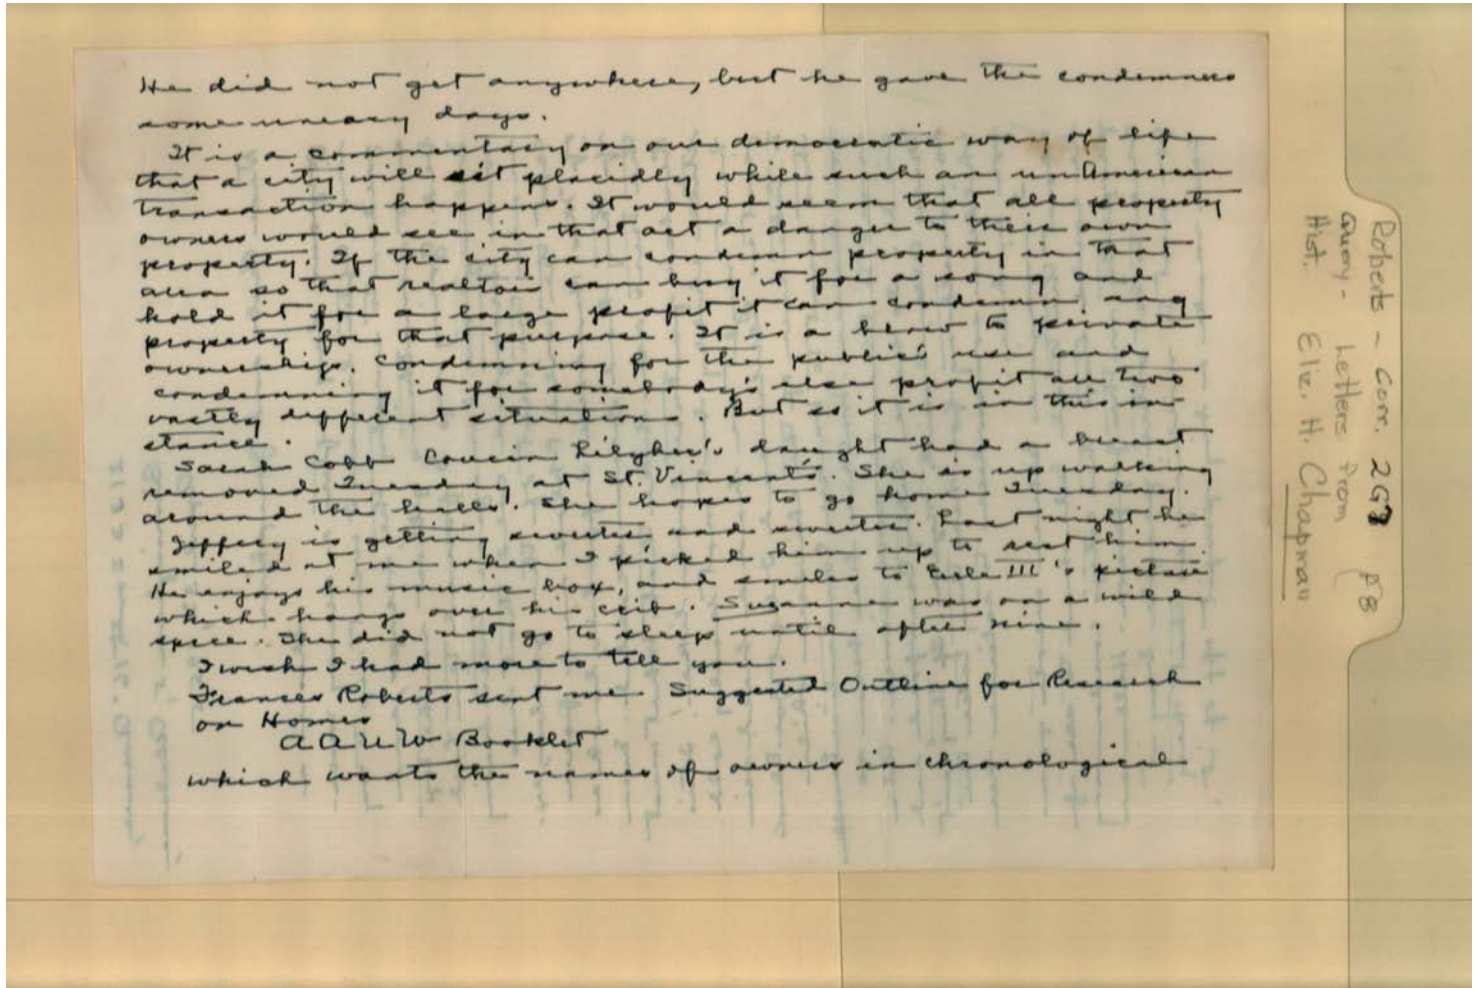 He did not get anywhere, but he gave the condemners
some uneasy days.
It is a commentary on our democratic way of life
that a city will sit placidly while such an unAmerican
transaction happens. It would seem that all property
owners would see in that act a danger to their own
property. If the city can condemn property in that
area so that realtors can buy it for a song and
hold it for a large profit it can condemn any
property for that purpose. It is a blow to private
ownership. Condemning for the public's use and
condemning it for somebody's else profit are two
vastly different situations. But so it is in this in
stance.
Sarah Cobb Cousin daught had a breast
removed Tuesday at St. Vincent's. She is up walking
around the halls. She hopes to go home Tuesday.
Jeffery is getting sweeter and sweeter. Last night he
smiled at me when I picked him up to rest him.
He enjoys his music box, and smiles to III's picture
which hangs over his crib. Suzanne was on a wild
spree. She did not go to sleep until after nine.
I wish I had more to tell you.
Frances Roberts sent me Suggested Outline for Research
on Homes
AAUW Booklet
which wants the names of owners in chronological
Roberts - Corr. 2G8 P8
Query - Letters from
Hist. Eliz. H. Chapman